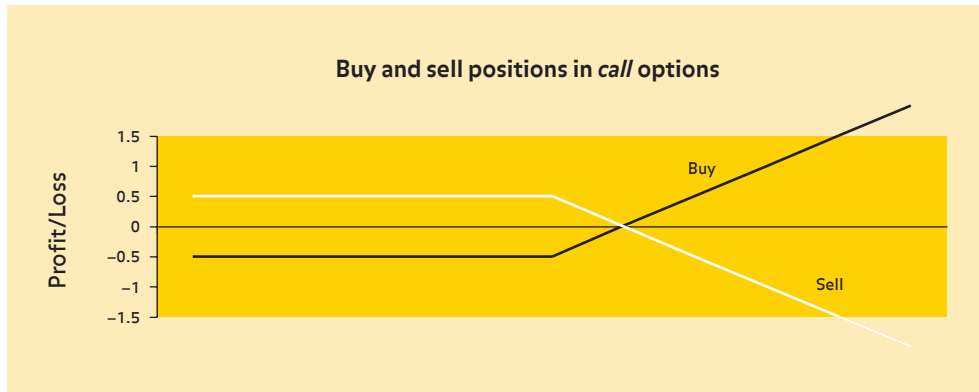 Buy and sell positions in call options
Profit/Loss
1.5
1
0.5
0
–0.5
–1
–1.5
Buy
Sell